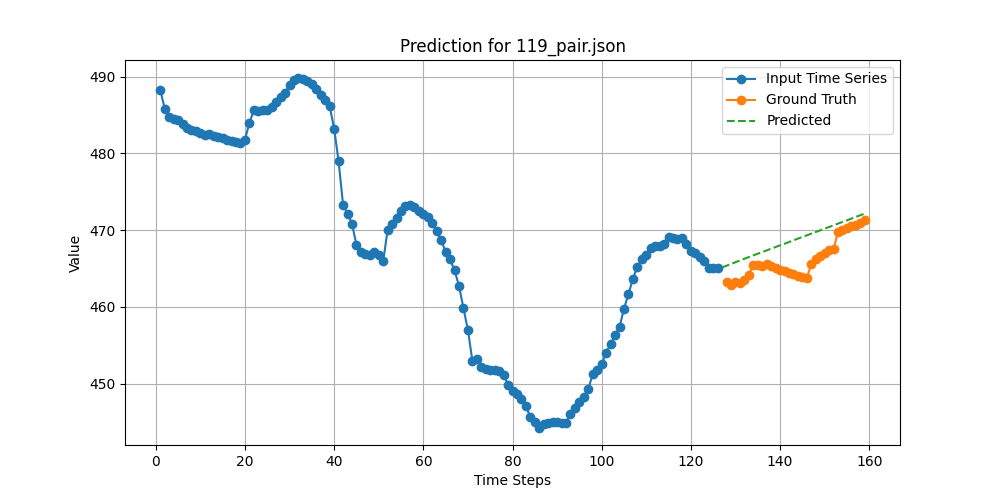 Prediction for 119_pair.json
Input Time Series
Ground Truth
Predicted
490
480
470
460
450
Value
0 20 40 60 80 100 120 140 160
Time Steps